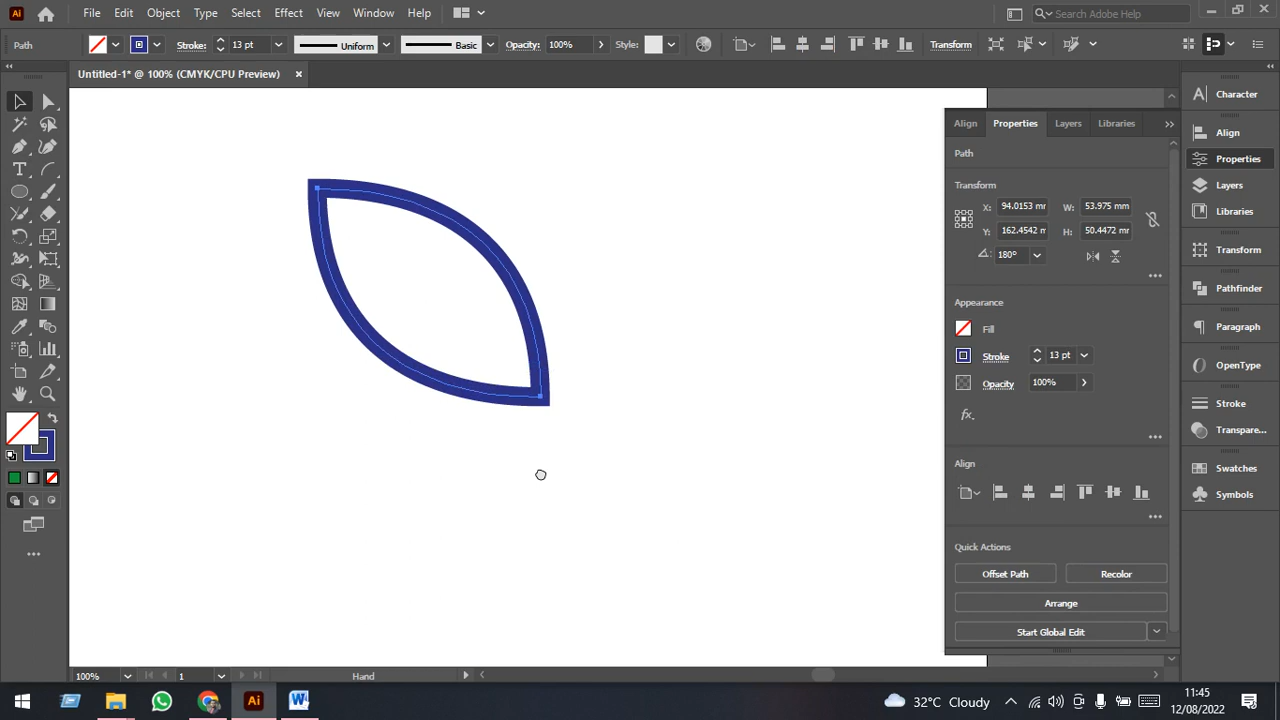 Ai File Edit Object Type Select Effect View Window Help Search Adobe Help
Path Stroke: 13 pt Uniform Basic Opacity: 100% Style: Transform
Untitled-1* @ 100% (CMYK/CPU Preview)
Align Properties Layers Libraries
Path
Transform
X: 94.0153 mm W: 53.975 mm
Y: 162.4542 m H: 50.4472 mm
180°
Appearance
Fill
Stroke 13 pt
Opacity 100%
fx
Align
Quick Actions
Offset Path Recolor
Arrange
Start Global Edit
Character
Align
Properties
Layers
Libraries
Transform
Pathfinder
Paragraph
OpenType
Stroke
Transpare...
Swatches
Symbols
100% 1 Hand
Ai W 32°C Cloudy 11:45
12/08/2022